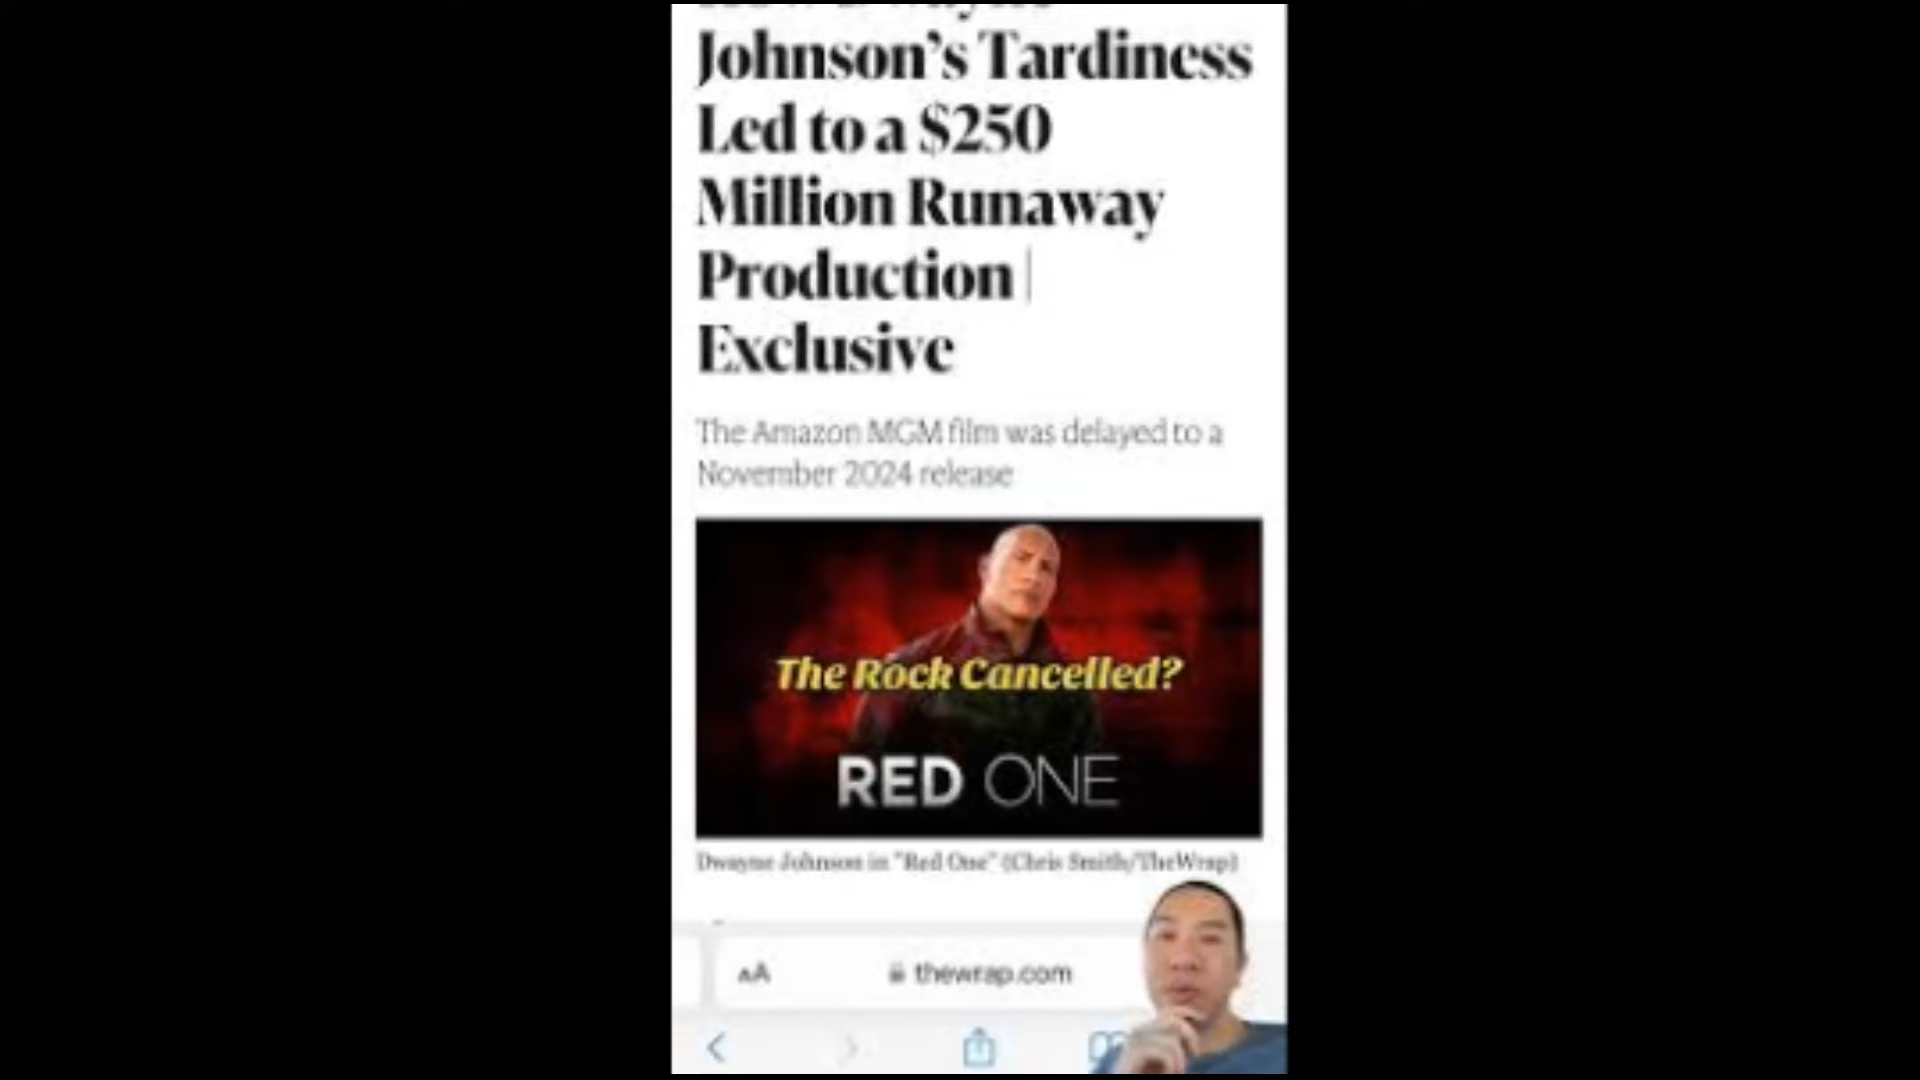 Johnson's Tardiness
Led to a $250
Million Runaway
Production |
Exclusive
The Amazon MGM film was delayed to a
November 2024 release
The Rock Cancelled?
RED ONE
Dwayne Johnson in "Red One" (Chris Smith/TheWrap)
AA
thewrap.com